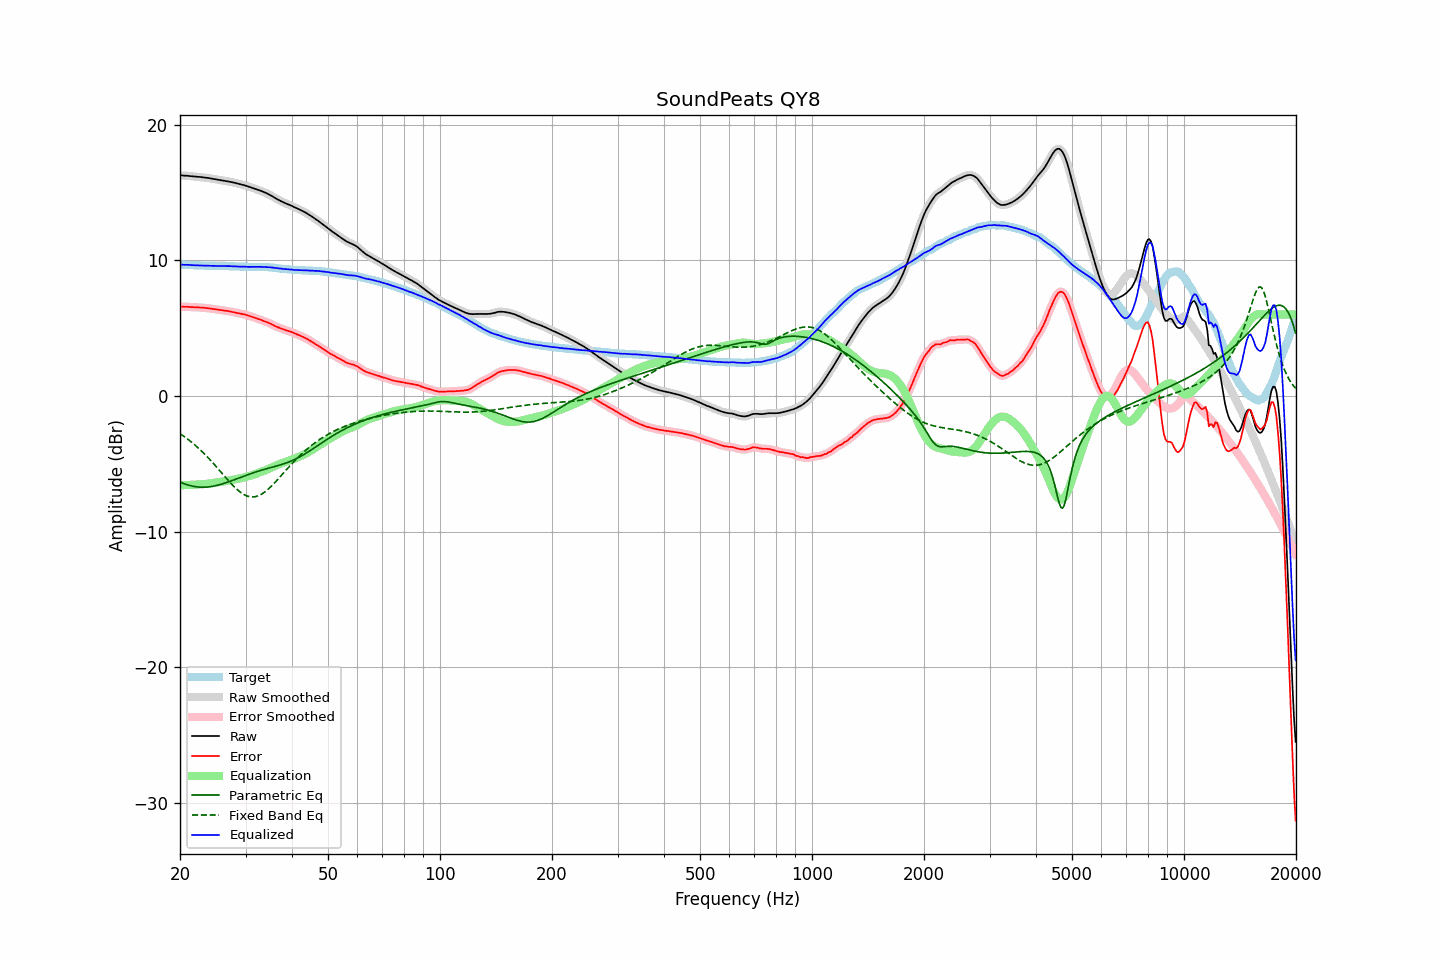 SoundPeats QY8
20
10
0
−10
−20
−30
Amplitude (dBr)
Target
Raw Smoothed
Error Smoothed
Raw
Error
Equalization
Parametric Eq
Fixed Band Eq
Equalized
20 50 100 200 500 1000 2000 5000 10000 20000
Frequency (Hz)